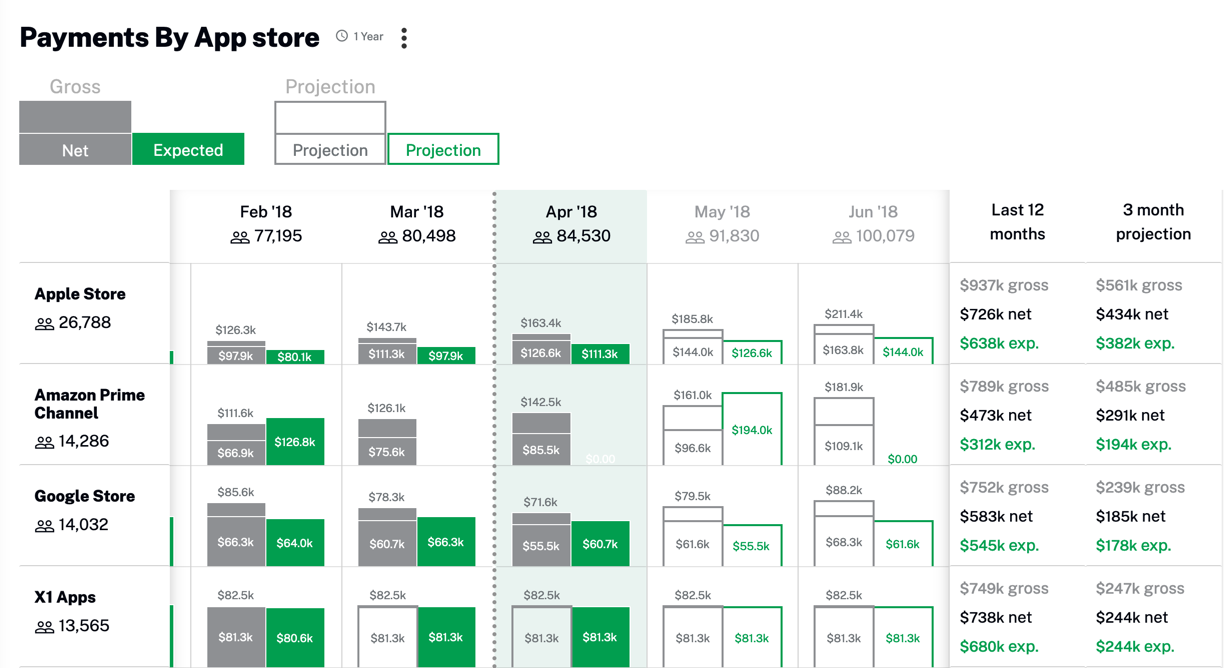 Payments By App store 1 Year
Gross Projection
Net Expected Projection Projection
Feb '18 Mar '18 Apr '18 May '18 Jun '18 Last 12 months 3 month projection
77,195 80,498 84,530 91,830 100,079
Apple Store
26,788
$126.3k $143.7k $163.4k $185.8k $211.4k
$97.9k $80.1k $111.3k $97.9k $126.6k $111.3k $144.0k $126.6k $163.8k $144.0k
$937k gross $561k gross
$726k net $434k net
$638k exp. $382k exp.
Amazon Prime
Channel
14,286
$111.6k $126.1k $142.5k $161.0k $181.9k
$66.9k $126.8k $75.6k $85.5k $0.00 $96.6k $194.0k $109.1k $0.00
$789k gross $485k gross
$473k net $291k net
$312k exp. $194k exp.
Google Store
14,032
$85.6k $78.3k $71.6k $79.5k $88.2k
$66.3k $64.0k $60.7k $66.3k $55.5k $60.7k $61.6k $55.5k $68.3k $61.6k
$752k gross $239k gross
$583k net $185k net
$545k exp. $178k exp.
X1 Apps
13,565
$82.5k $82.5k $82.5k $82.5k $82.5k
$81.3k $80.6k $81.3k $81.3k $81.3k $81.3k $81.3k $81.3k $81.3k $81.3k
$749k gross $247k gross
$738k net $244k net
$680k exp. $244k exp.